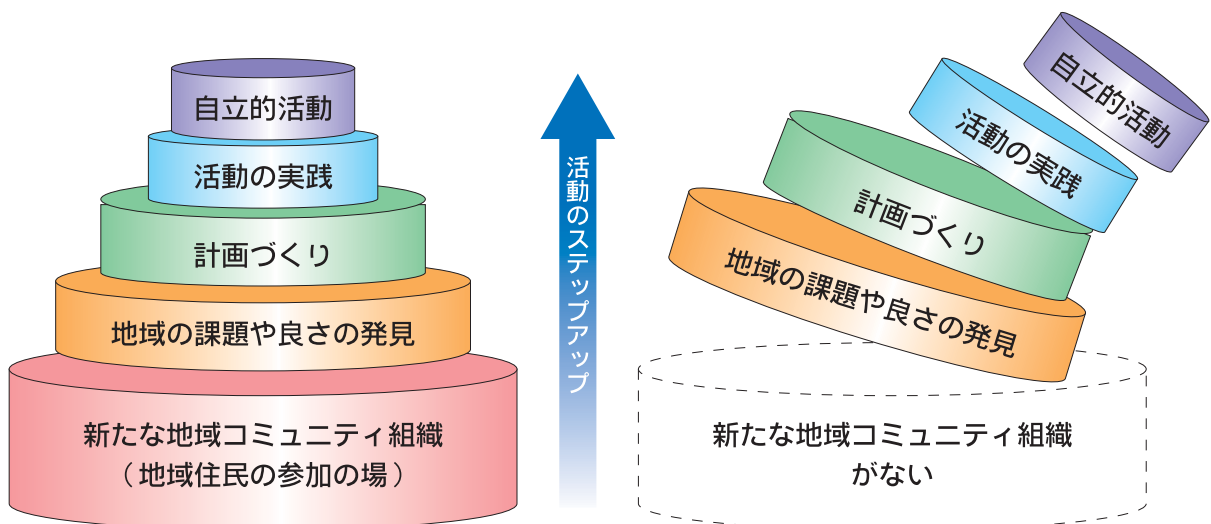 自立的活動
活動の実践
計画づくり
地域の課題や良さの発見
新たな地域コミュニティ組織
（地域住民の参加の場）
活動のステップアップ
自立的活動
活動の実践
計画づくり
地域の課題や良さの発見
新たな地域コミュニティ組織
がない